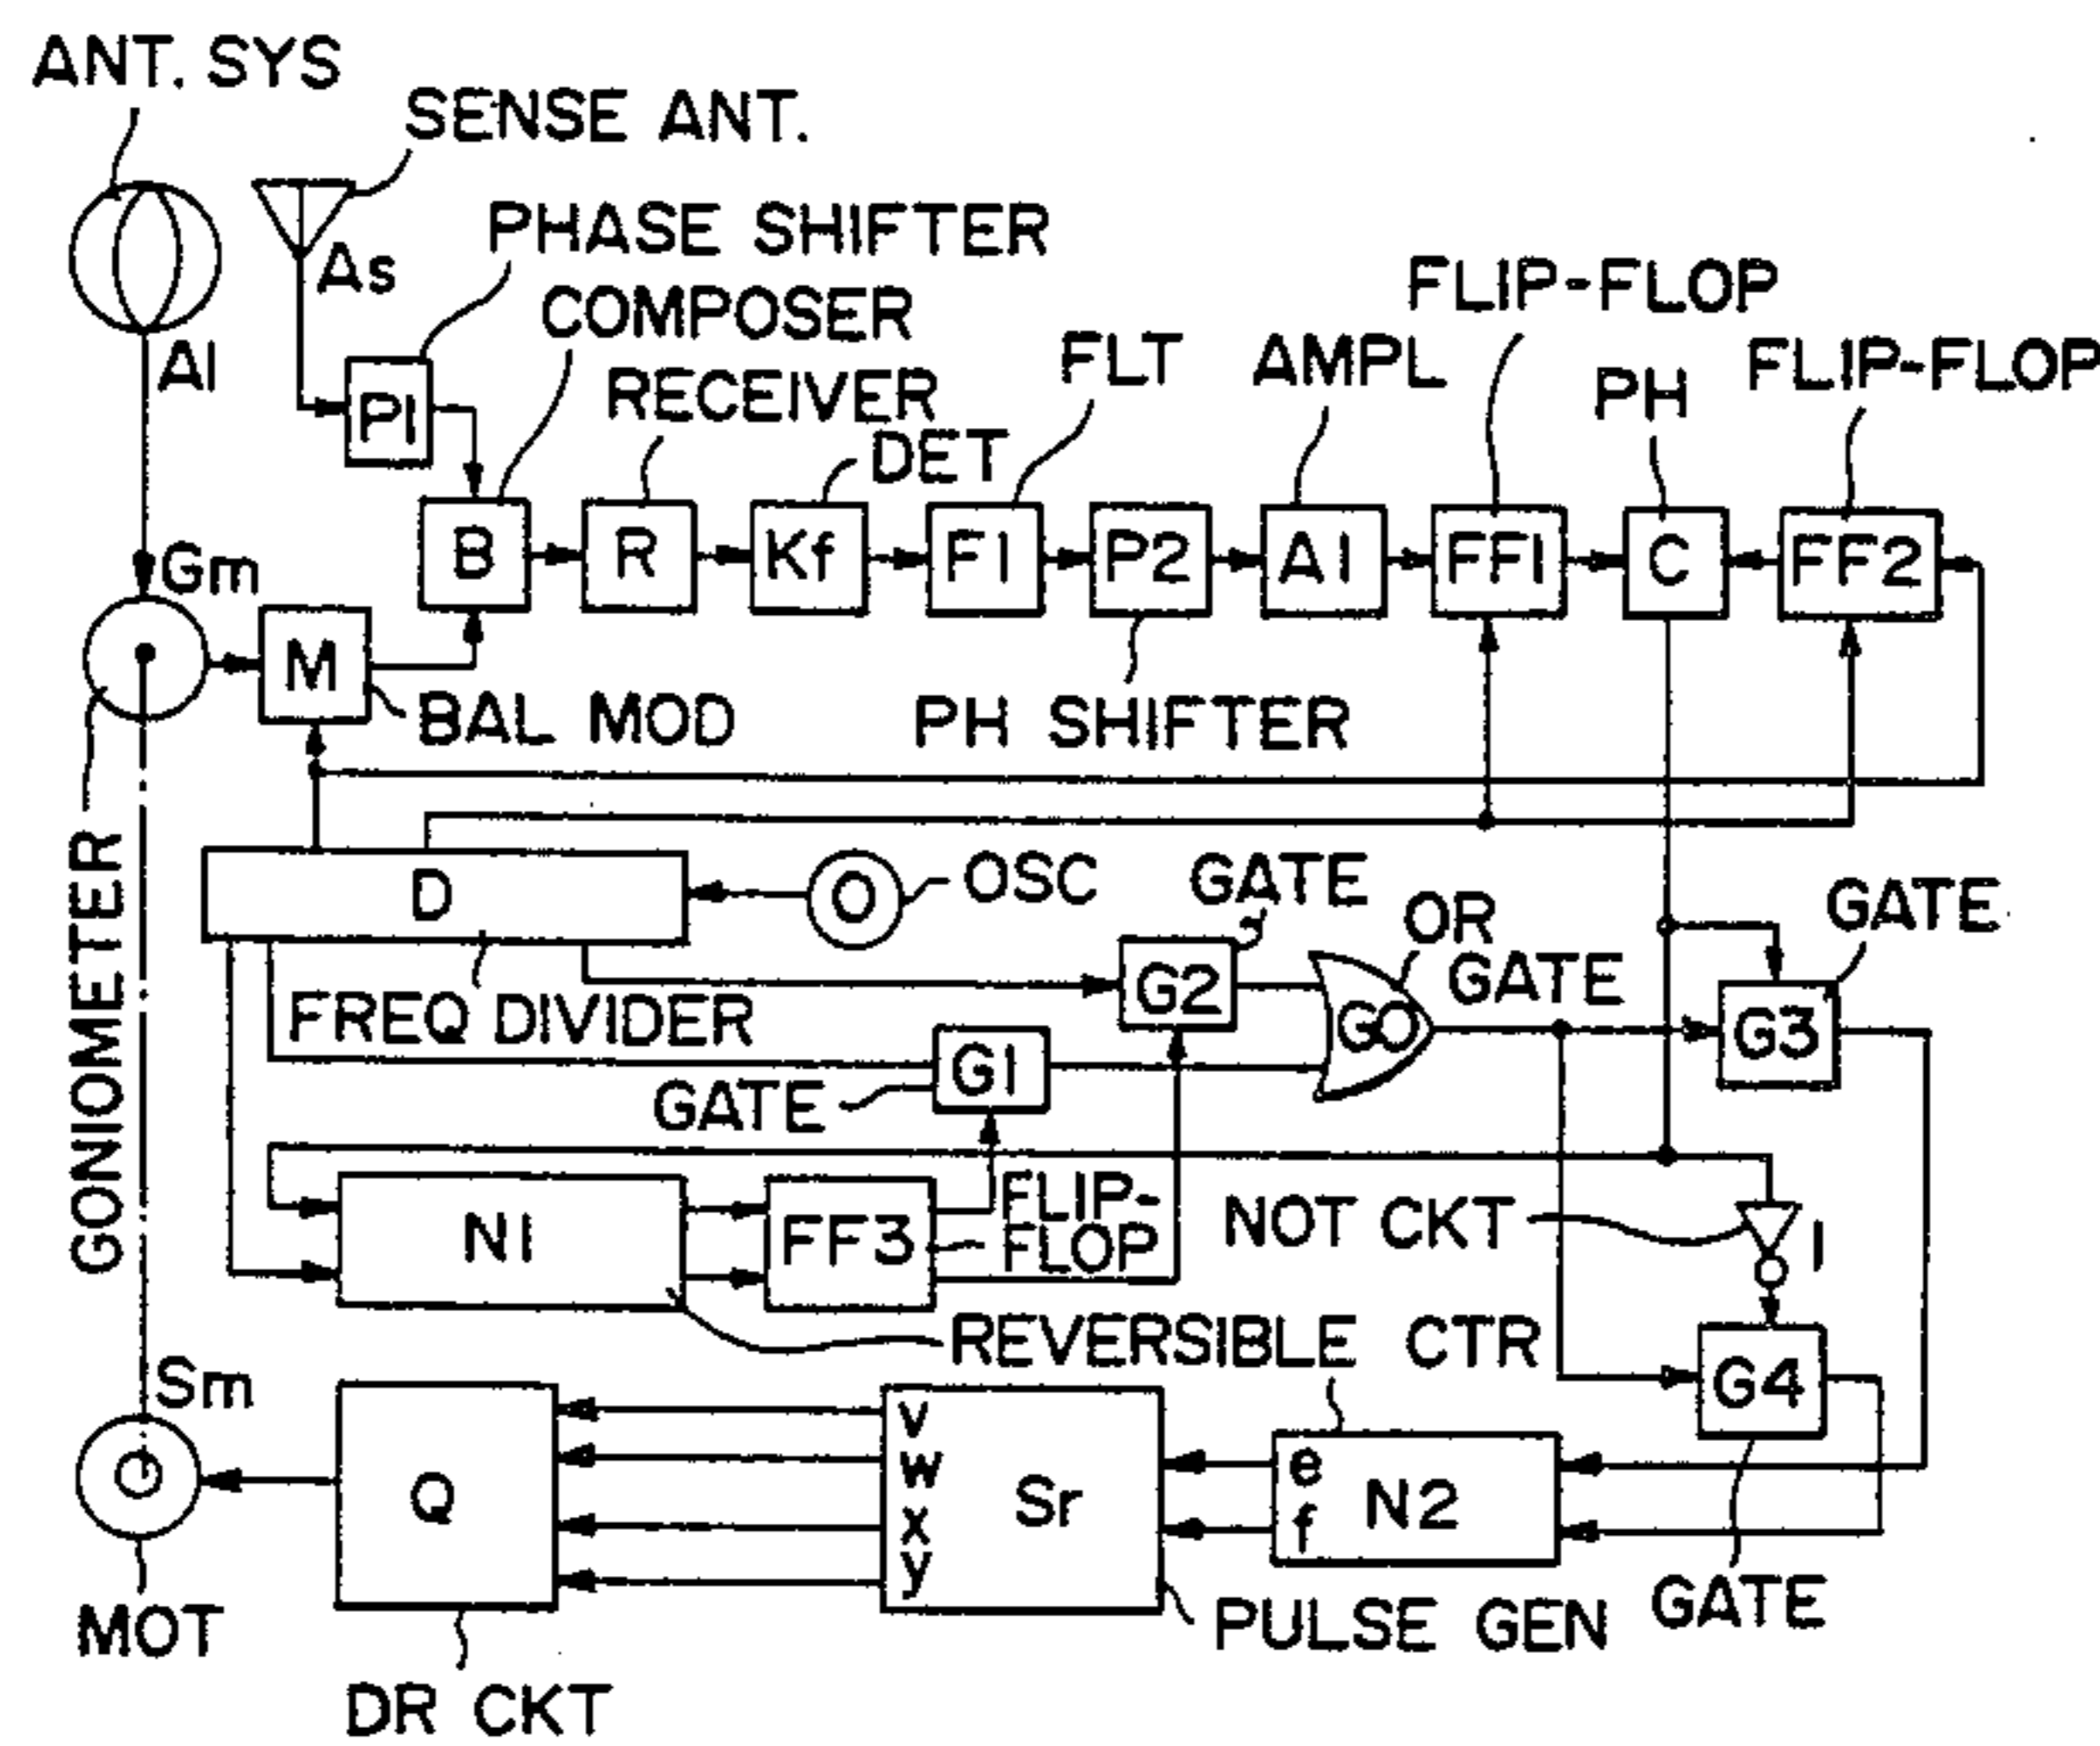 ANT. SYS
SENSE ANT.
PHASE SHIFTER
As
COMPOSER
FLIP-FLOP
Al
P1
RECEIVER
FLT
AMPL
PH
FLIP-FLOP
DET
Gm
B
R
Kf
F1
P2
A1
FF1
C
FF2
M
BAL MOD
PH SHIFTER
GONIOMETER
D
O
OSC
GATE
OR
GATE
GATE
FREQ DIVIDER
G2
GO
G3
G1
GATE
N1
FF3
FLIP-
FLOP
NOT CKT
I
REVERSIBLE CTR
G4
Sm
Q
v
w
x
y
Sr
e
f
N2
MOT
DR CKT
PULSE GEN
GATE